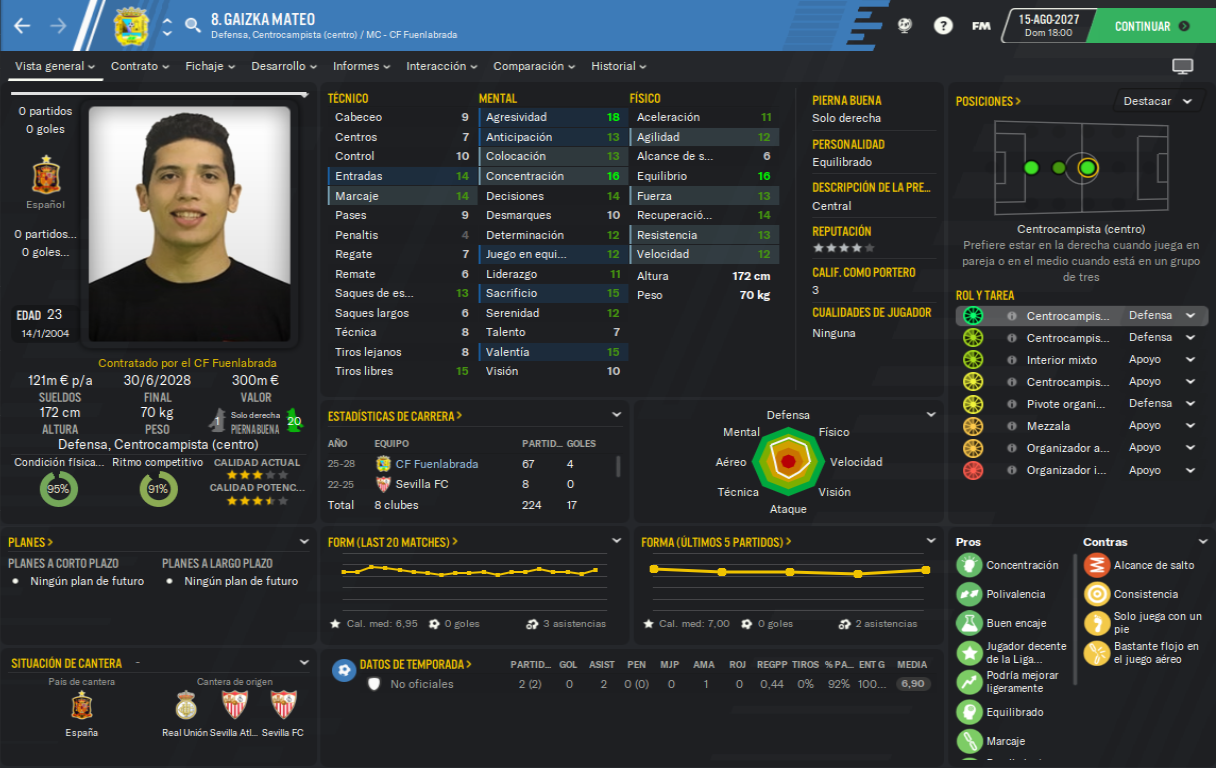 8. GAIZKA MATEO
Defensa, Centrocampista (centro) / MC - CF Fuenlabrada
?
FM
15-AGO-2027
Dom 18:00
CONTINUAR
Vista general
Contrato
Fichaje
Desarrollo
Informes
Interacción
Comparación
Historial
0 partidos
0 goles
Español
0 partidos...
0 goles...
EDAD 23
14/1/2004
Contratado por el CF Fuenlabrada
121m € p/a
30/6/2028
300m €
SUELDOS
FINAL
VALOR
172 cm
70 kg
1
Solo derecha
20
ALTURA
PESO
PIERNA BUENA
Defensa, Centrocampista (centro)
Condición física...
Ritmo competitivo
CALIDAD ACTUAL
95%
91%
CALIDAD POTENC...
TÉCNICO
Cabeceo 9
Centros 7
Control 10
Entradas 14
Marcaje 14
Pases 9
Penaltis 4
Regate 7
Remate 6
Saques de es... 13
Saques largos 6
Técnica 8
Tiros lejanos 8
Tiros libres 15
MENTAL
Agresividad 18
Anticipación 13
Colocación 13
Concentración 16
Decisiones 14
Desmarques 10
Determinación 12
Juego en equi... 12
Liderazgo 11
Sacrificio 15
Serenidad 12
Talento 7
Valentía 15
Visión 10
FÍSICO
Aceleración 11
Agilidad 12
Alcance de s... 6
Equilibrio 16
Fuerza 13
Recuperació... 14
Resistencia 13
Velocidad 12
Altura 172 cm
Peso 70 kg
PIERNA BUENA
Solo derecha
PERSONALIDAD
Equilibrado
DESCRIPCIÓN DE LA PRE...
Central
REPUTACIÓN
CALIF. COMO PORTERO
3
CUALIDADES DE JUGADOR
Ninguna
POSICIONES >
Destacar
Centrocampista (centro)
Prefiere estar en la derecha cuando juega en
pareja o en el medio cuando está en un grupo
de tres
ROL Y TAREA
Centrocampis... Defensa
Centrocampis... Defensa
Interior mixto Apoyo
Centrocampis... Apoyo
Pivote organi... Defensa
Mezzala Apoyo
Organizador a... Apoyo
Organizador i... Apoyo
ESTADÍSTICAS DE CARRERA >
AÑO EQUIPO PARTID... GOLES
25-28 CF Fuenlabrada 67 4
22-25 Sevilla FC 8 0
Total 8 clubes 224 17
Defensa
Mental
Físico
Aéreo
Velocidad
Técnica
Visión
Ataque
PLANES >
PLANES A CORTO PLAZO
PLANES A LARGO PLAZO
Ningún plan de futuro
Ningún plan de futuro
FORM (LAST 20 MATCHES) >
Cal. med: 6,95
0 goles
3 asistencias
FORMA (ÚLTIMOS 5 PARTIDOS) >
Cal. med: 7,00
0 goles
2 asistencias
Pros
Concentración
Polivalencia
Buen encaje
Jugador decente
de la Liga...
Podría mejorar
ligeramente
Equilibrado
Marcaje
Contras
Alcance de salto
Consistencia
Solo juega con un
pie
Bastante flojo en
el juego aéreo
SITUACIÓN DE CANTERA -
País de cantera
Cantera de origen
España
Real Unión
Sevilla Atl...
Sevilla FC
DATOS DE TEMPORADA >
PARTID... GOL ASIST PEN MJP AMA ROJ REGPP TIROS % PA... ENT G MEDIA
No oficiales 2 (2) 0 2 0 (0) 0 1 0 0,44 0% 92% 100... 6,90